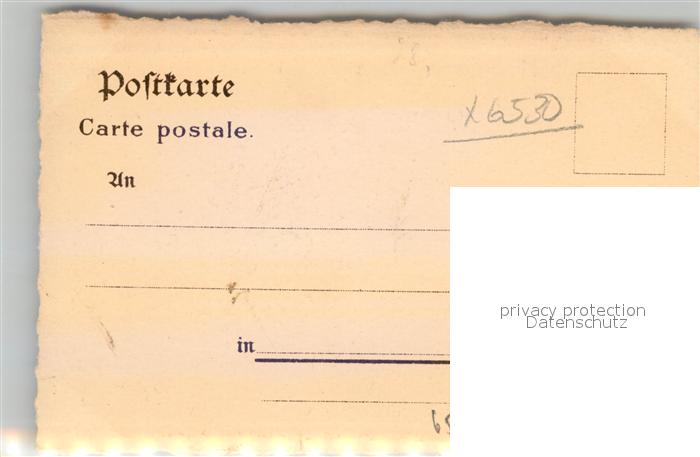 Poſtkarte
Carte postale.
x6530
An
privacy protection
Datenschutz
in